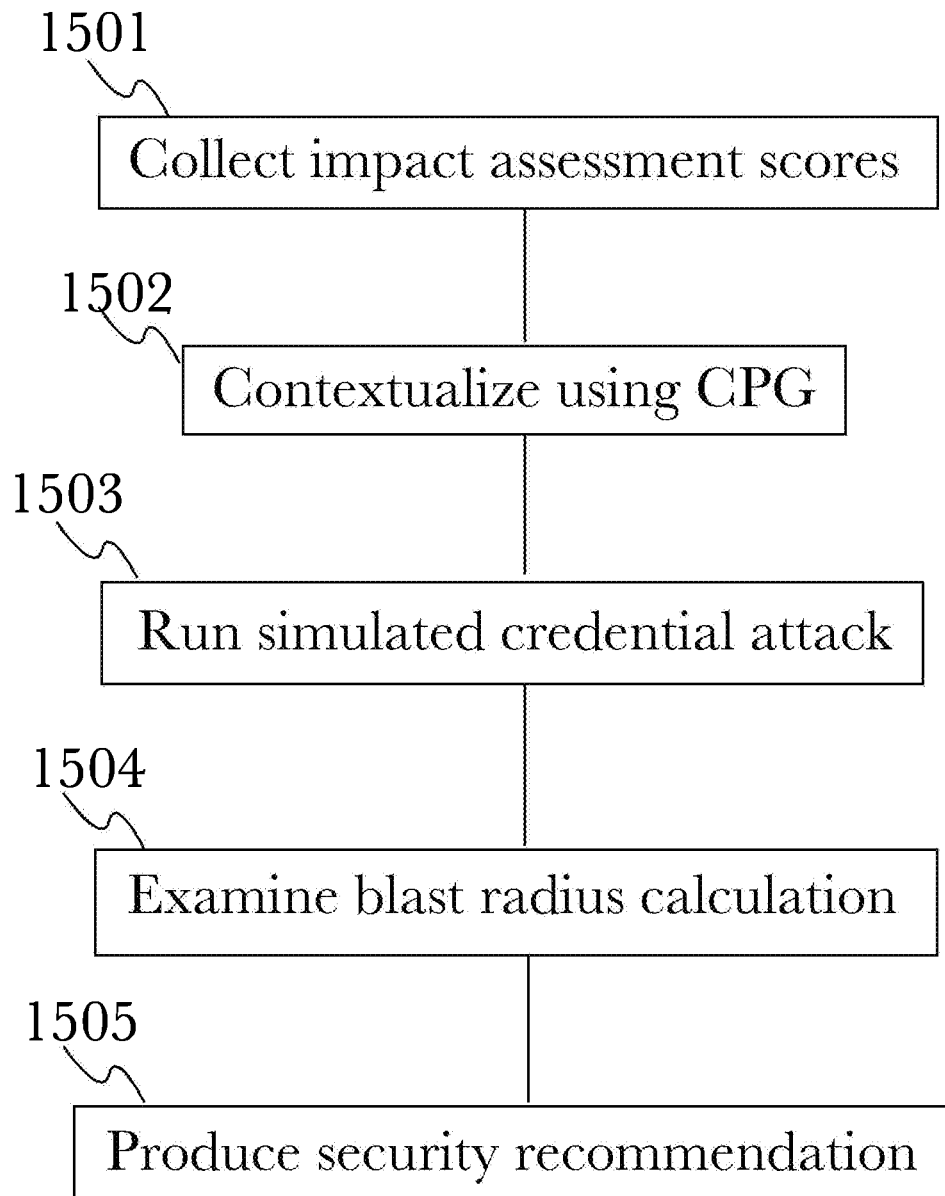 1501
Collect impact assessment scores
1502
Contextualize using CPG
1503
Run simulated credential attack
1504
Examine blast radius calculation
1505
Produce security recommendation